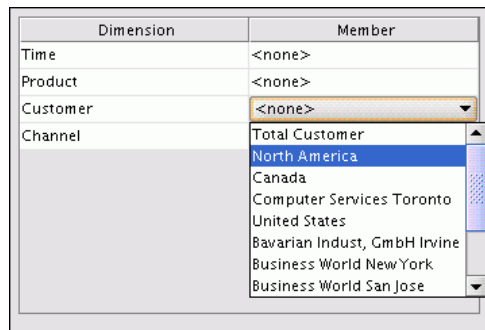 Dimension Member
Time <none>
Product <none>
Customer <none>
Channel
Total Customer
North America
Canada
Computer Services Toronto
United States
Bavarian Indust, GmbH Irvine
Business World New York
Business World San Jose